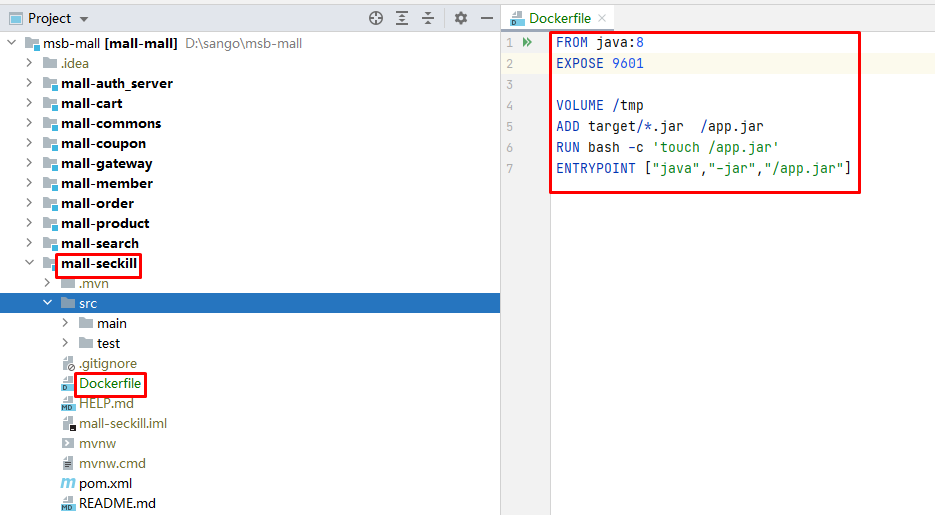 Project
msb-mall [mall-mall] D:\sango\msb-mall
.idea
mall-auth_server
mall-cart
mall-commons
mall-coupon
mall-gateway
mall-member
mall-order
mall-product
mall-search
mall-seckill
.mvn
src
main
test
.gitignore
Dockerfile
HELP.md
mall-seckill.iml
mvnw
mvnw.cmd
pom.xml
README.md
Dockerfile
1 FROM java:8
2 EXPOSE 9601
3
4 VOLUME /tmp
5 ADD target/*.jar  /app.jar
6 RUN bash -c 'touch /app.jar'
7 ENTRYPOINT ["java","-jar","/app.jar"]